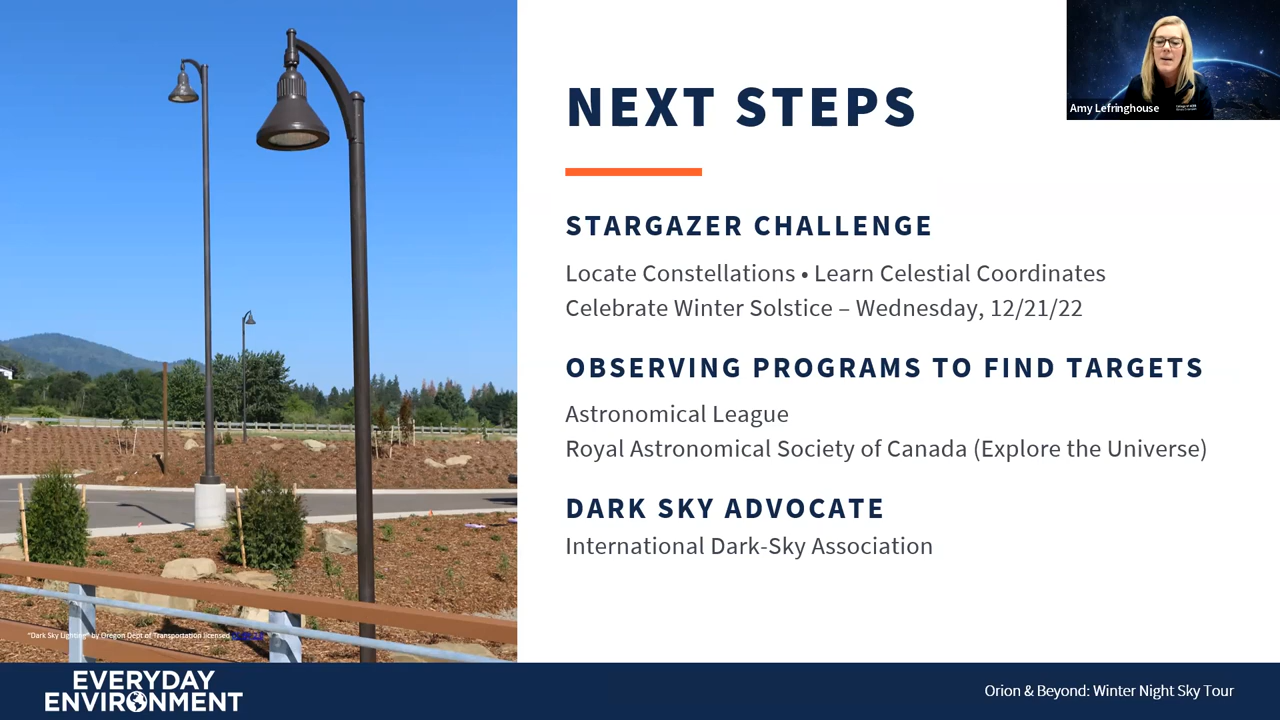 NEXT STEPS
Amy Lefringhouse
STARGAZER CHALLENGE
Locate Constellations • Learn Celestial Coordinates
Celebrate Winter Solstice – Wednesday, 12/21/22
OBSERVING PROGRAMS TO FIND TARGETS
Astronomical League
Royal Astronomical Society of Canada (Explore the Universe)
DARK SKY ADVOCATE
International Dark-Sky Association
"Dark Sky Lighting" by Oregon Dept of Transportation licensed
EVERYDAY
ENVIRONMENT
Orion & Beyond: Winter Night Sky Tour